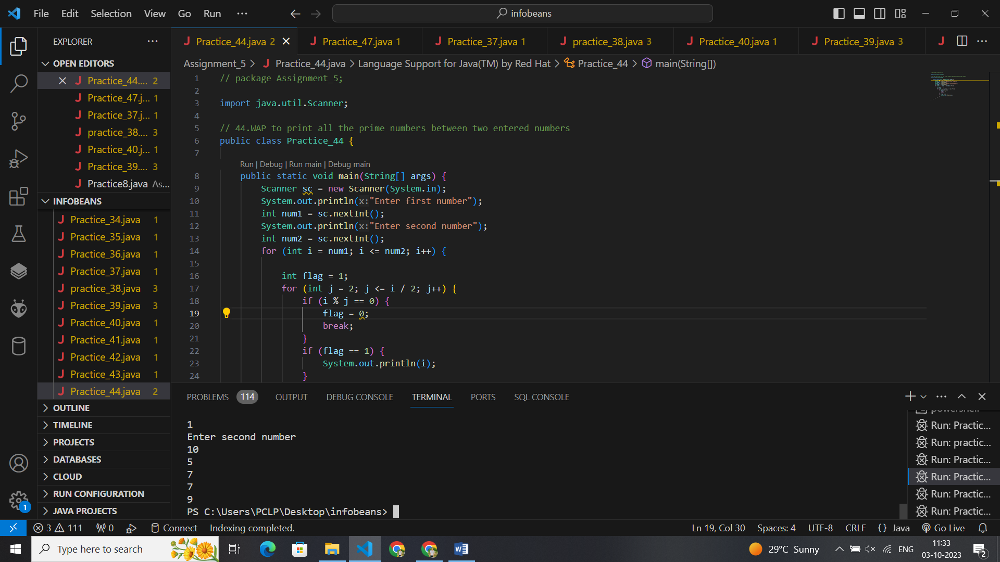 File Edit Selection View Go Run ···
infobeans
EXPLORER ···
Practice_44.java 2
Practice_47.java 1
Practice_37.java 1
practice_38.java 3
Practice_40.java 1
Practice_39.java 3
OPEN EDITORS
Practice_44.... 2
Practice_47.j... 1
Practice_37.j... 1
practice_38.... 3
Practice_40.j... 1
Practice_39.... 3
Practice8.java As...
INFOBEANS
Practice_34.java 1
Practice_35.java 1
Practice_36.java 1
Practice_37.java 1
practice_38.java 3
Practice_39.java 3
Practice_40.java 1
Practice_41.java 1
Practice_42.java 1
Practice_43.java 1
Practice_44.java 2
OUTLINE
TIMELINE
PROJECTS
DATABASES
CLOUD
RUN CONFIGURATION
JAVA PROJECTS
Assignment_5 > Practice_44.java > Language Support for Java(TM) by Red Hat > Practice_44 > main(String[])
1 // package Assignment_5;
2
3 import java.util.Scanner;
4
5 // 44.WAP to print all the prime numbers between two entered numbers
6 public class Practice_44 {
7
Run | Debug | Run main | Debug main
8 public static void main(String[] args) {
9 Scanner sc = new Scanner(System.in);
10 System.out.println(x:"Enter first number");
11 int num1 = sc.nextInt();
12 System.out.println(x:"Enter second number");
13 int num2 = sc.nextInt();
14 for (int i = num1; i <= num2; i++) {
15
16 int flag = 1;
17 for (int j = 2; j <= i / 2; j++) {
18 if (i % j == 0) {
19 flag = 0;
20 break;
21 }
22 if (flag == 1) {
23 System.out.println(i);
24 }
PROBLEMS 114 OUTPUT DEBUG CONSOLE TERMINAL PORTS SQL CONSOLE
1
Enter second number
10
5
7
7
9
PS C:\Users\PCLP\Desktop\infobeans>
powershell
Run: Practic...
Run: practic...
Run: Practic...
Run: Practic...
Run: Practic...
Run: Practic...
1
3 111 0 Connect Indexing completed. Ln 19, Col 30 Spaces: 4 UTF-8 CRLF {} Java Go Live
Type here to search
29°C Sunny
ENG
11:33
03-10-2023
2